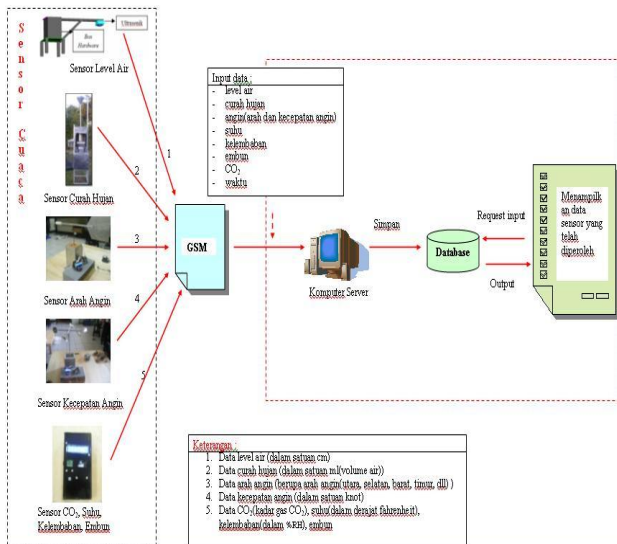 Sensor Cuaca
Ultrasonik
Box
Hardware
Sensor Level Air
1
Input data :
- level air
- curah hujan
- angin(arah dan kecepatan angin)
- suhu
- kelembaban
- embun
- CO₂
- waktu
2
Sensor Curah Hujan
3
GSM
Simpan
Komputer Server
Database
Request input
Output
Menampilk
an data
sensor yang
telah
diperoleh
Sensor Arah Angin
4
Sensor Kecepatan Angin
5
Sensor CO₂, Suhu,
Kelembaban, Embun
Keterangan :
1. Data level air (dalam satuan cm)
2. Data curah hujan (dalam satuan ml(volume air))
3. Data arah angin (berupa arah angin(utara, selatan, barat, timur, dll) )
4. Data kecepatan angin (dalam satuan knot)
5. Data CO₂(kadar gas CO₂), suhu(dalam derajat fahrenheit),
kelembaban(dalam %RH), embun